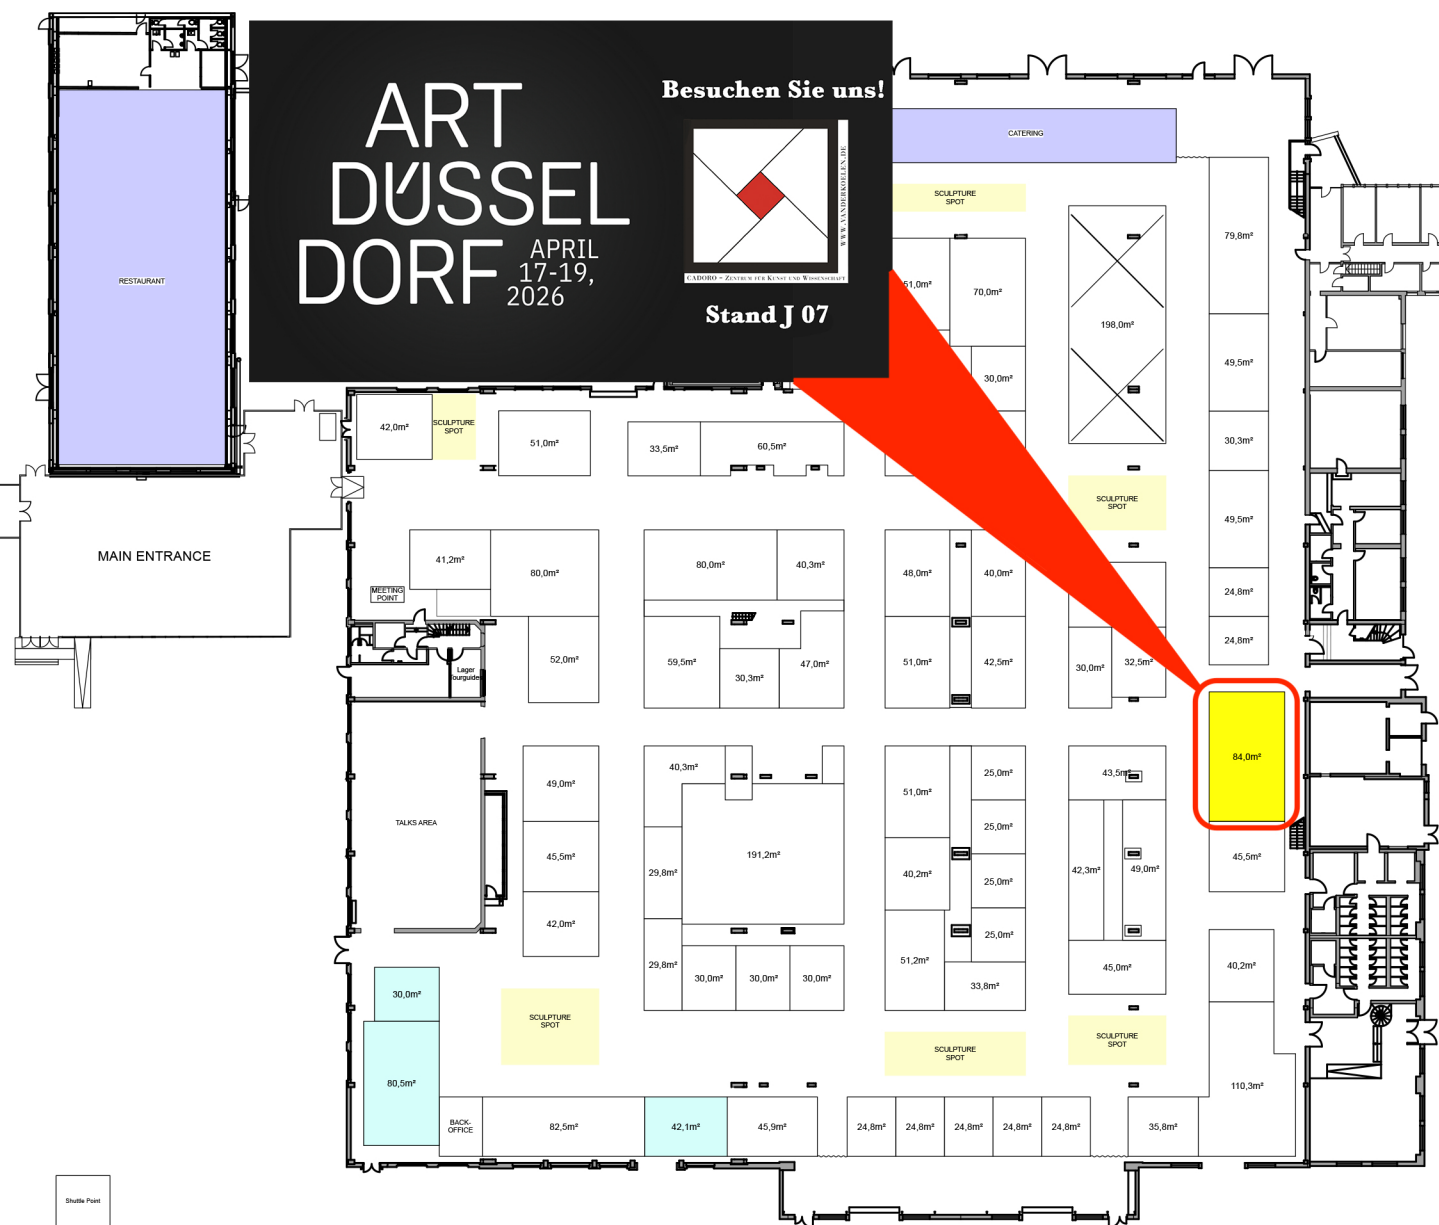 ART
DÜSSEL
DORF
APRIL
17-19,
2026
Besuchen Sie uns!
WWW.VANDERKOELEN.DE
CADORO – ZENTRUM FÜR KUNST UND WISSENSCHAFT
Stand J 07
RESTAURANT
CATERING
SCULPTURE
SPOT
79,8m²
51,0m²
70,0m²
198,0m²
49,5m²
30,0m²
42,0m²
SCULPTURE
SPOT
51,0m²
33,5m²
60,5m²
30,3m²
SCULPTURE
SPOT
49,5m²
MAIN ENTRANCE
41,2m²
80,0m²
80,0m²
40,3m²
48,0m²
40,0m²
24,8m²
MEETING
POINT
24,8m²
52,0m²
59,5m²
30,3m²
47,0m²
51,0m²
42,5m²
30,0m²
32,5m²
Lager
Tourguides
84,0m²
49,0m²
40,3m²
51,0m²
25,0m²
43,5m²
TALKS AREA
25,0m²
45,5m²
191,2m²
45,5m²
29,8m²
40,2m²
25,0m²
42,3m²
49,0m²
42,0m²
25,0m²
29,8m²
51,2m²
45,0m²
40,2m²
30,0m²
30,0m²
30,0m²
33,8m²
30,0m²
SCULPTURE
SPOT
SCULPTURE
SPOT
SCULPTURE
SPOT
80,5m²
110,3m²
BACK-
OFFICE
82,5m²
42,1m²
45,9m²
24,8m²
24,8m²
24,8m²
24,8m²
24,8m²
35,8m²
Shuttle Point